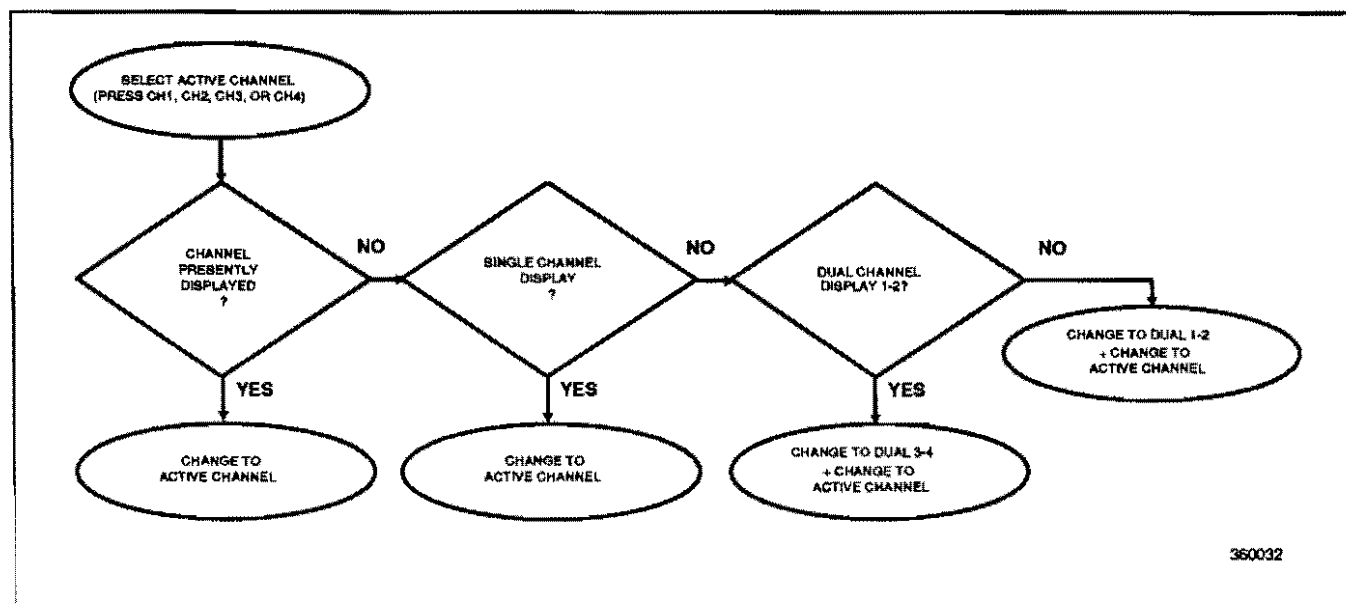 SELECT ACTIVE CHANNEL
(PRESS CH1, CH2, CH3, OR CH4)
CHANNEL
PRESENTLY
DISPLAYED
?
NO
SINGLE CHANNEL
DISPLAY
?
NO
DUAL CHANNEL
DISPLAY 1-2?
NO
CHANGE TO DUAL 1-2
+ CHANGE TO
ACTIVE CHANNEL
YES
YES
YES
CHANGE TO
ACTIVE CHANNEL
CHANGE TO
ACTIVE CHANNEL
CHANGE TO DUAL 3-4
+ CHANGE TO
ACTIVE CHANNEL
360032